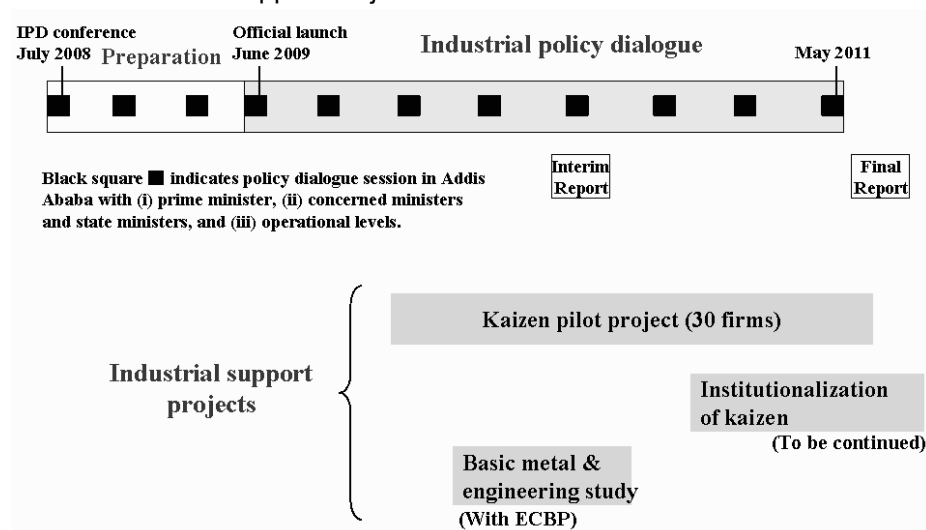 IPD conference
July 2008
Preparation
Official launch
June 2009
Industrial policy dialogue
May 2011
Interim
Report
Final
Report
Black square ■ indicates policy dialogue session in Addis
Ababa with (i) prime minister, (ii) concerned ministers
and state ministers, and (iii) operational levels.
Industrial support
projects
Kaizen pilot project (30 firms)
Institutionalization
of kaizen
(To be continued)
Basic metal &
engineering study
(With ECBP)